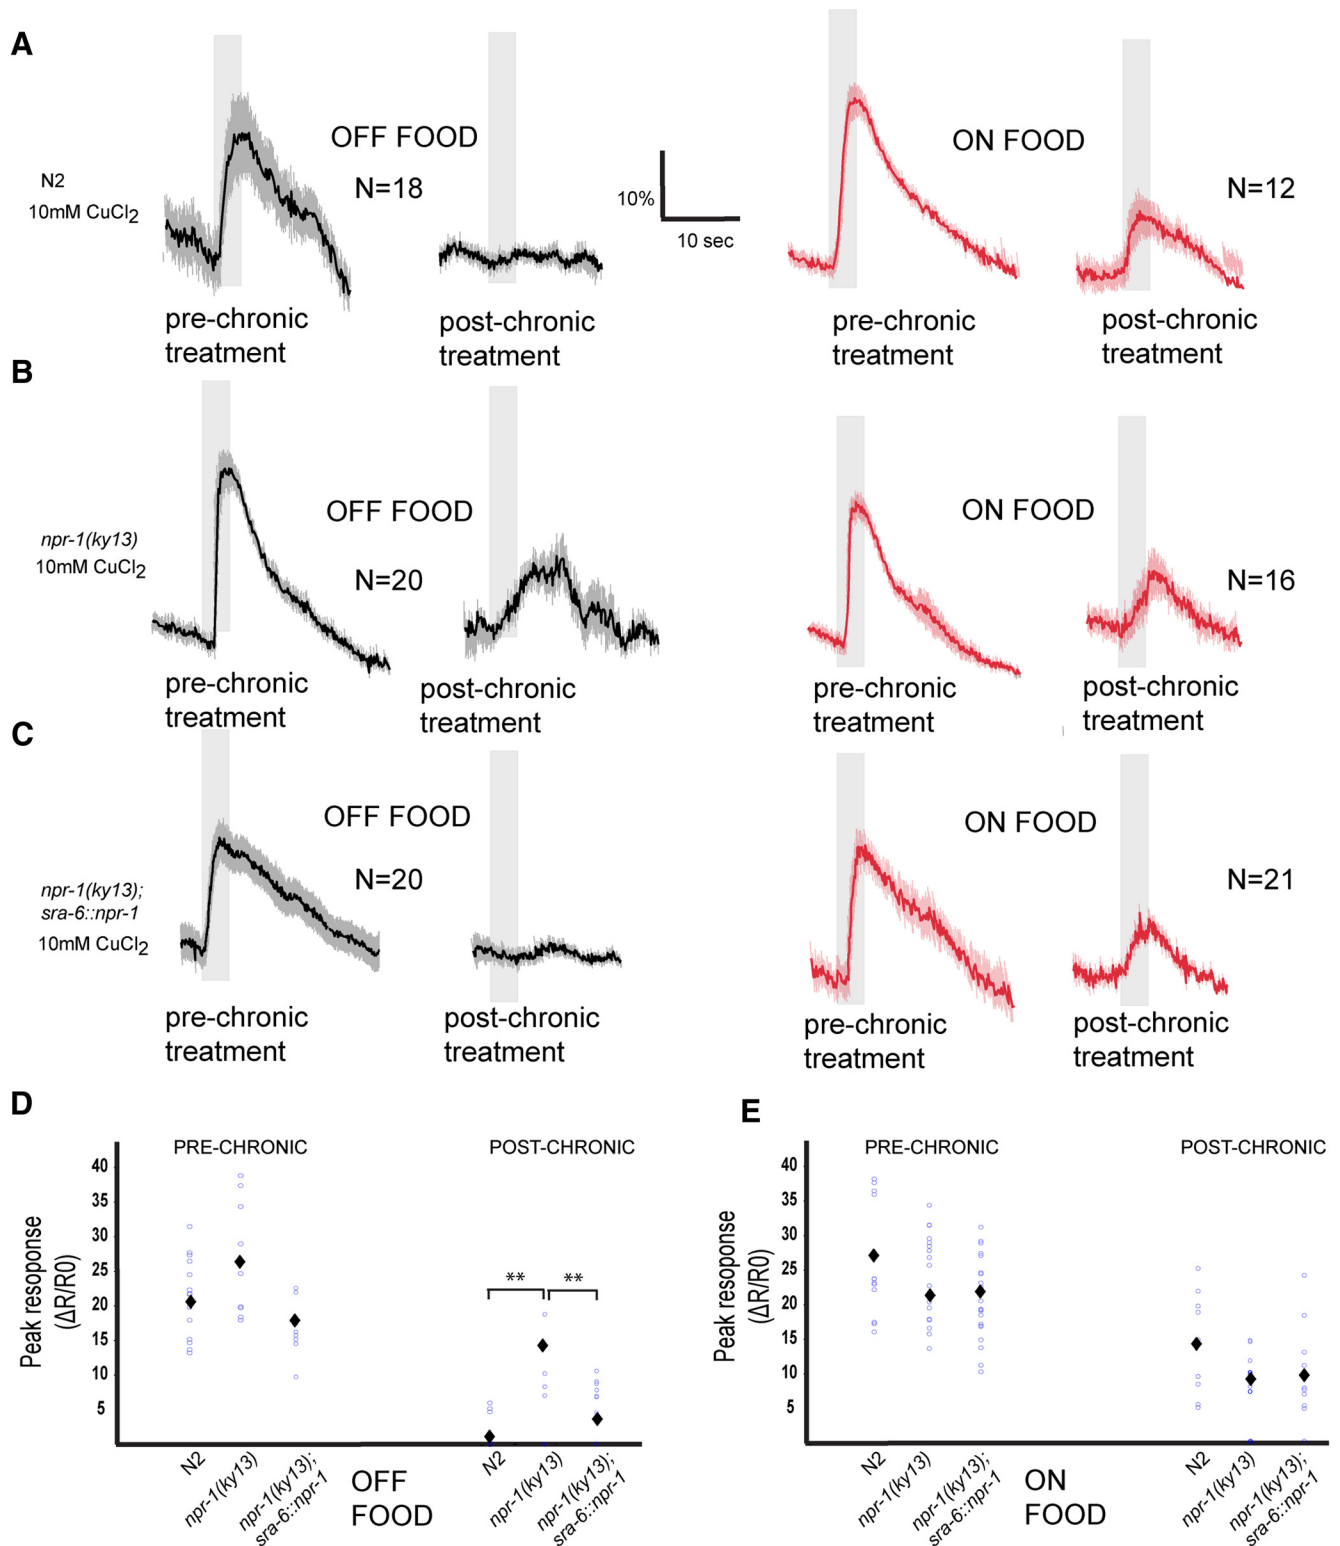 A
N2
10mM CuCl2
OFF FOOD
N=18
10%
10 sec
ON FOOD
N=12
pre-chronic
treatment
post-chronic
treatment
pre-chronic
treatment
post-chronic
treatment
B
npr-1(ky13)
10mM CuCl2
OFF FOOD
N=20
ON FOOD
N=16
pre-chronic
treatment
post-chronic
treatment
pre-chronic
treatment
post-chronic
treatment
C
npr-1(ky13);
sra-6::npr-1
10mM CuCl2
OFF FOOD
N=20
ON FOOD
N=21
pre-chronic
treatment
post-chronic
treatment
pre-chronic
treatment
post-chronic
treatment
D
PRE-CHRONIC
POST-CHRONIC
Peak resoponse
(ΔR/R0)
40
35
30
25
20
15
10
5
**
**
N2
npr-1(ky13)
npr-1(ky13);
sra-6::npr-1
OFF
FOOD
N2
npr-1(ky13)
npr-1(ky13);
sra-6::npr-1
E
PRE-CHRONIC
POST-CHRONIC
Peak resoponse
(ΔR/R0)
40
35
30
25
20
15
10
5
N2
npr-1(ky13)
npr-1(ky13);
sra-6::npr-1
ON
FOOD
N2
npr-1(ky13)
npr-1(ky13);
sra-6::npr-1